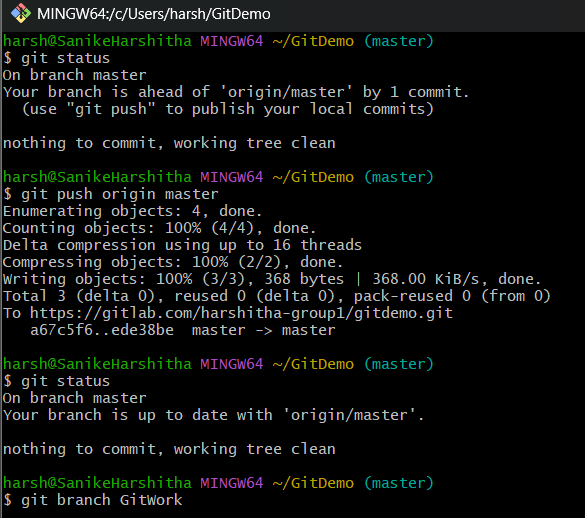 MINGW64:/c/Users/harsh/GitDemo
harsh@SanikeHarshitha MINGW64 ~/GitDemo (master)
$ git status
On branch master
Your branch is ahead of 'origin/master' by 1 commit.
  (use "git push" to publish your local commits)
nothing to commit, working tree clean
harsh@SanikeHarshitha MINGW64 ~/GitDemo (master)
$ git push origin master
Enumerating objects: 4, done.
Counting objects: 100% (4/4), done.
Delta compression using up to 16 threads
Compressing objects: 100% (2/2), done.
Writing objects: 100% (3/3), 368 bytes | 368.00 KiB/s, done.
Total 3 (delta 0), reused 0 (delta 0), pack-reused 0 (from 0)
To https://gitlab.com/harshitha-group1/gitdemo.git
   a67c5f6..ede38be  master -> master
harsh@SanikeHarshitha MINGW64 ~/GitDemo (master)
$ git status
On branch master
Your branch is up to date with 'origin/master'.
nothing to commit, working tree clean
harsh@SanikeHarshitha MINGW64 ~/GitDemo (master)
$ git branch GitWork